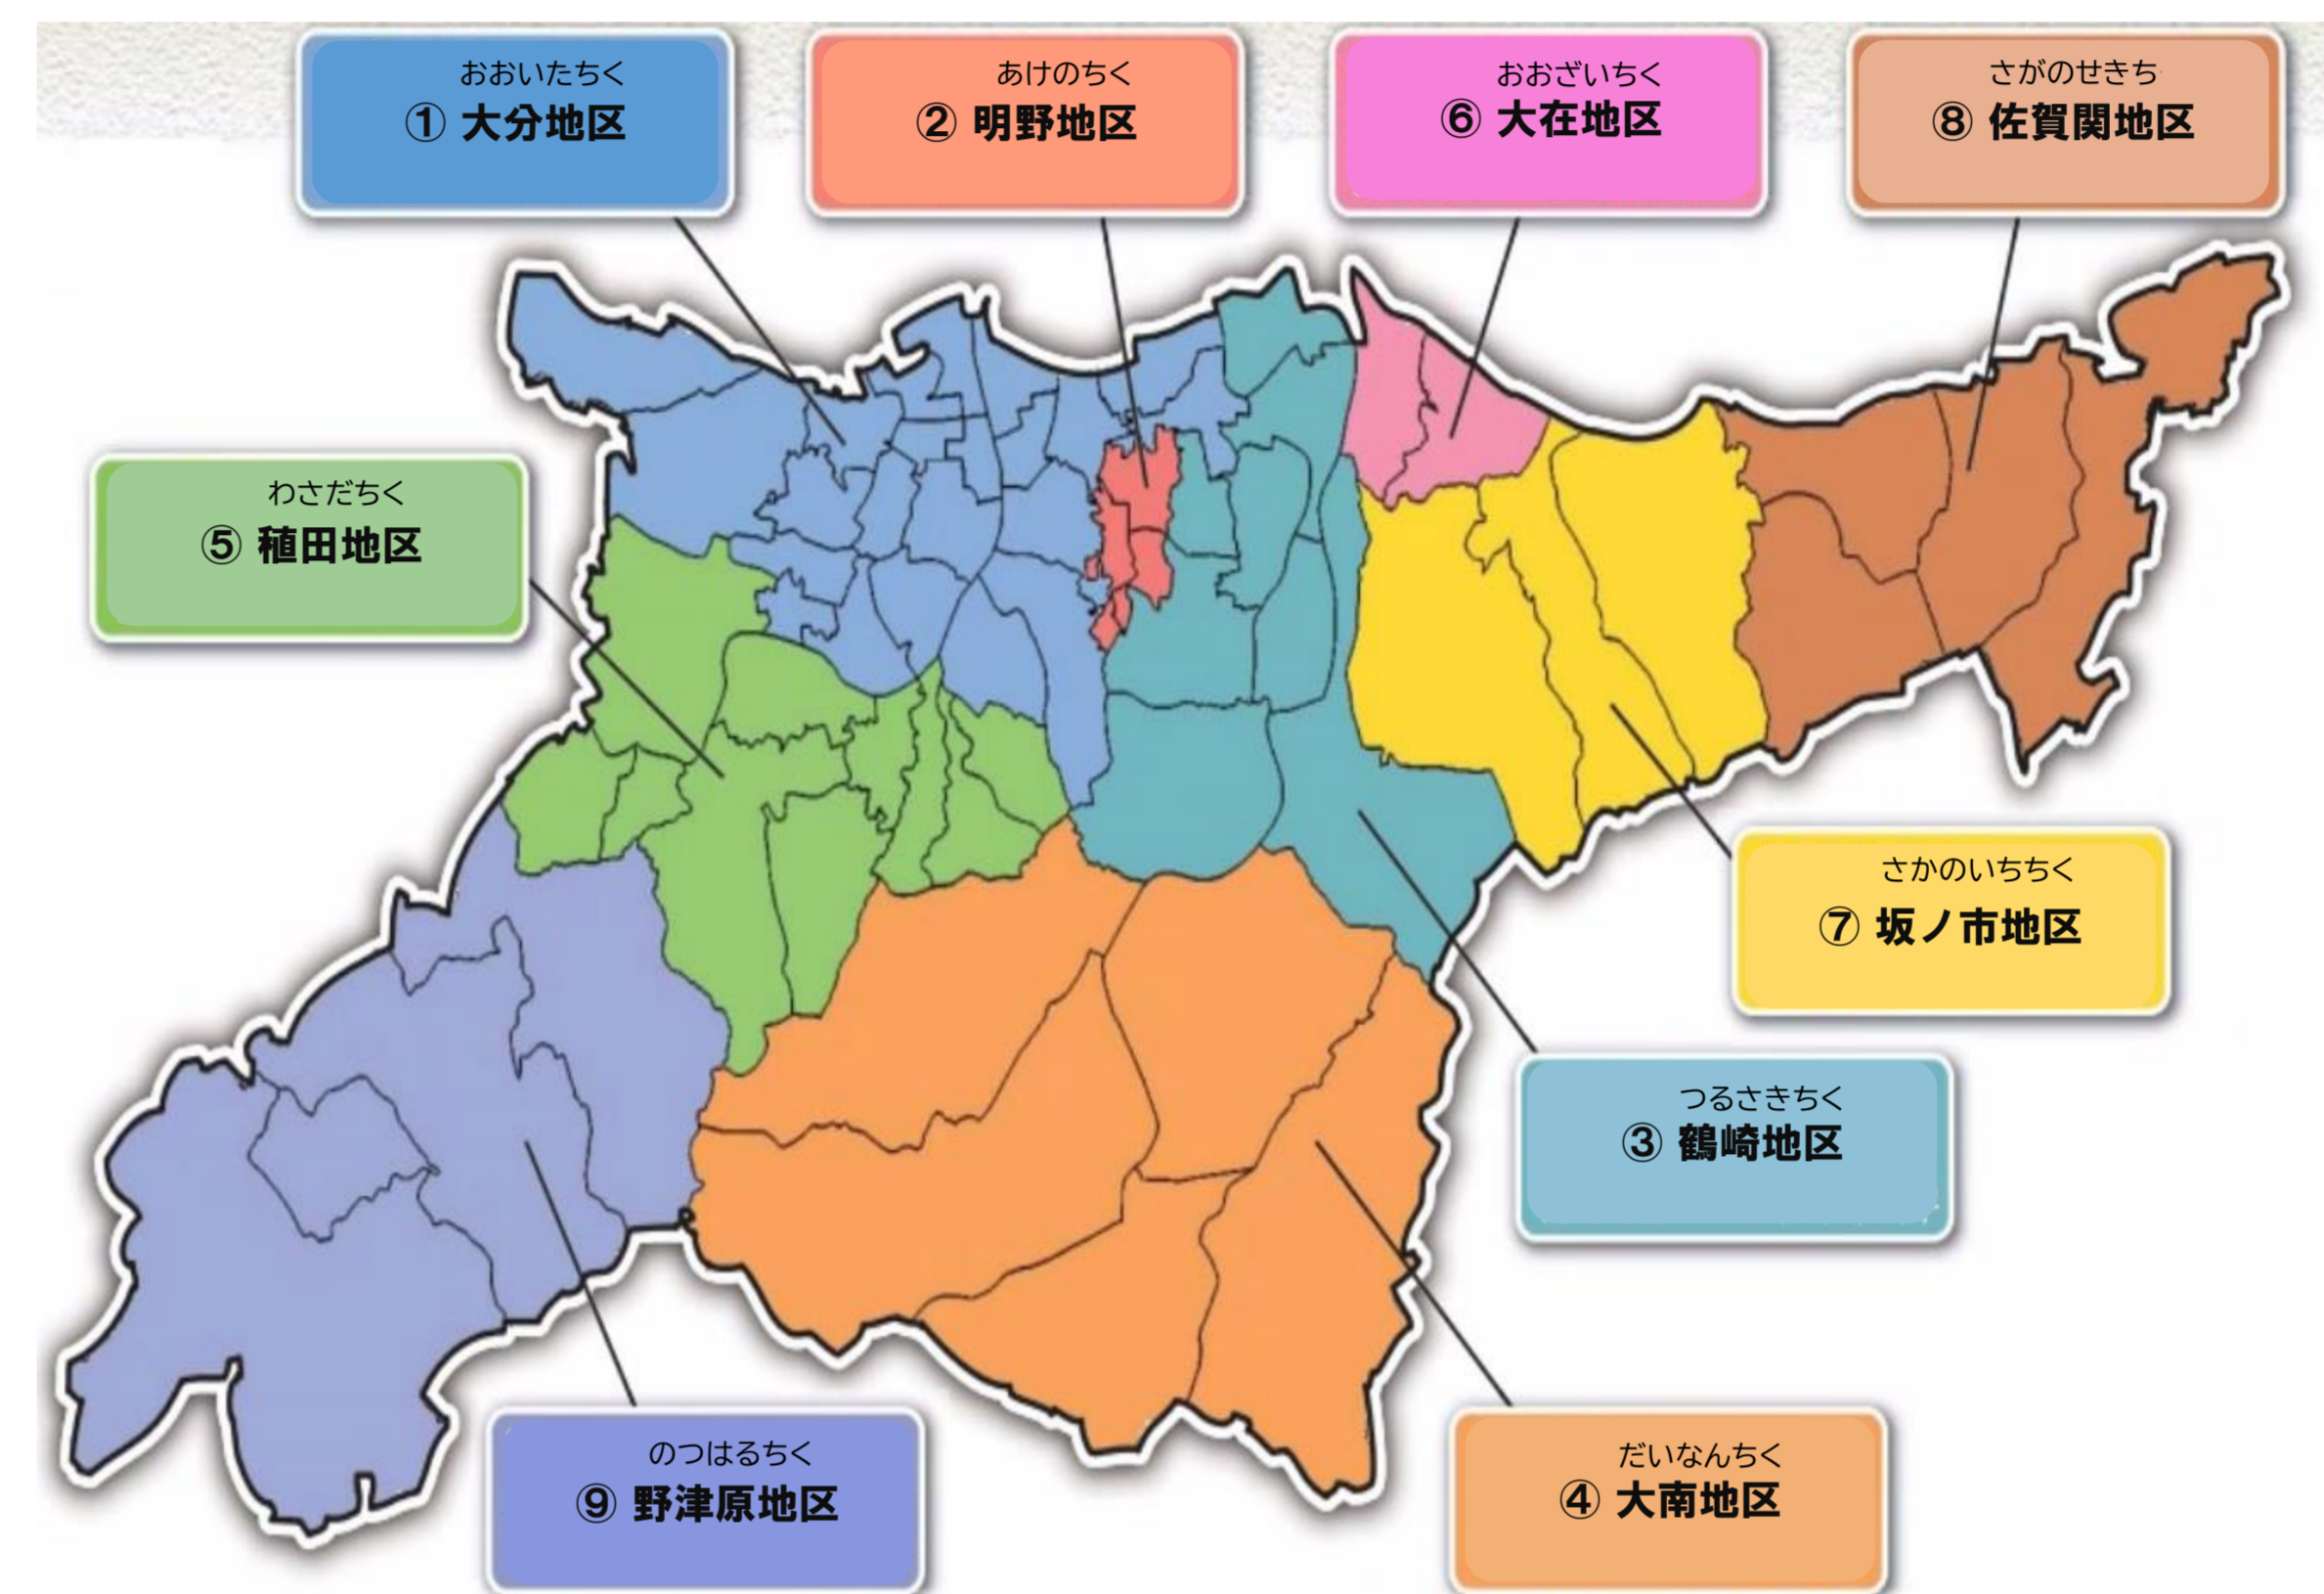 おおいたちく
① 大分地区
あけのちく
② 明野地区
おおざいちく
⑥ 大在地区
さがのせきち
⑧ 佐賀関地区
わさだちく
⑤ 稙田地区
さかのいちちく
⑦ 坂ノ市地区
つるさきちく
③ 鶴崎地区
のつはるちく
⑨ 野津原地区
だいなんちく
④ 大南地区